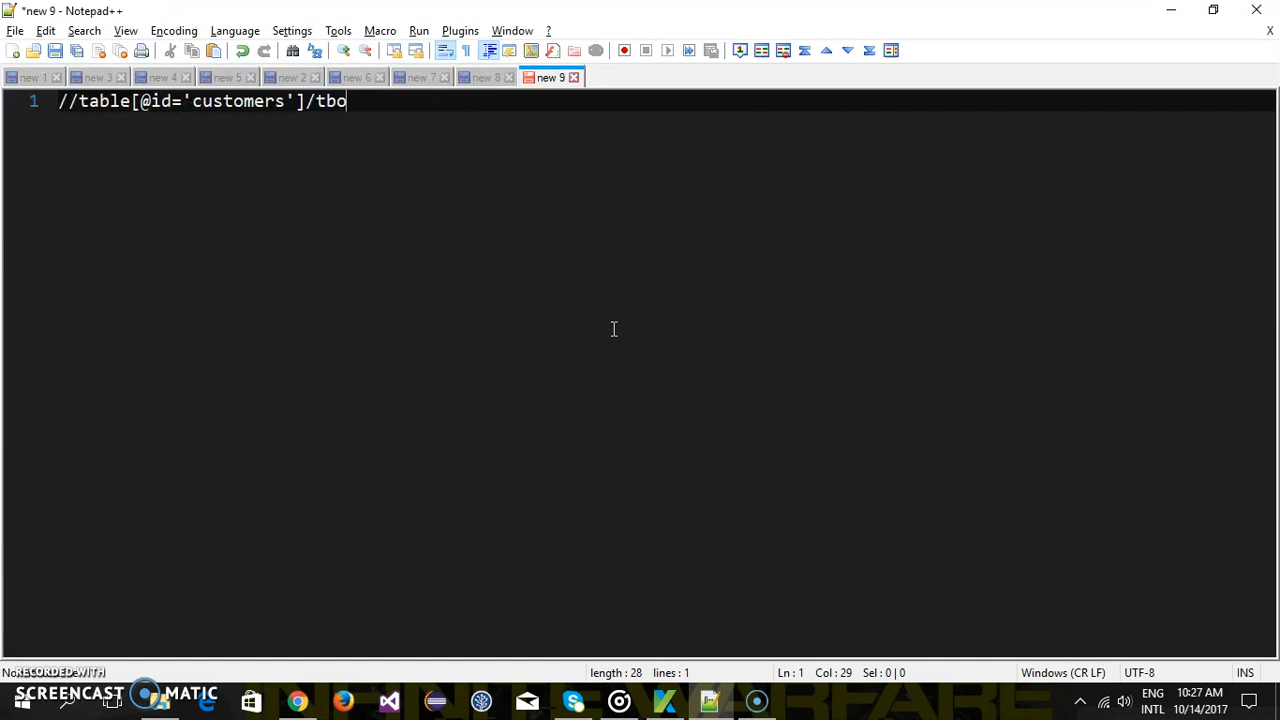 *new 9 - Notepad++
File Edit Search View Encoding Language Settings Tools Macro Run Plugins Window ? X
new 1 new 3 new 4 new 5 new 2 new 6 new 7 new 8 new 9
1 //table[@id='customers']/tbo
length : 28 lines : 1 Ln : 1 Col : 29 Sel : 0 | 0 Windows (CR LF) UTF-8 INS
RECORDED WITH
SCREENCAST MATIC
INFINITE WARFARE
ENG 10:27 AM
INTL 10/14/2017